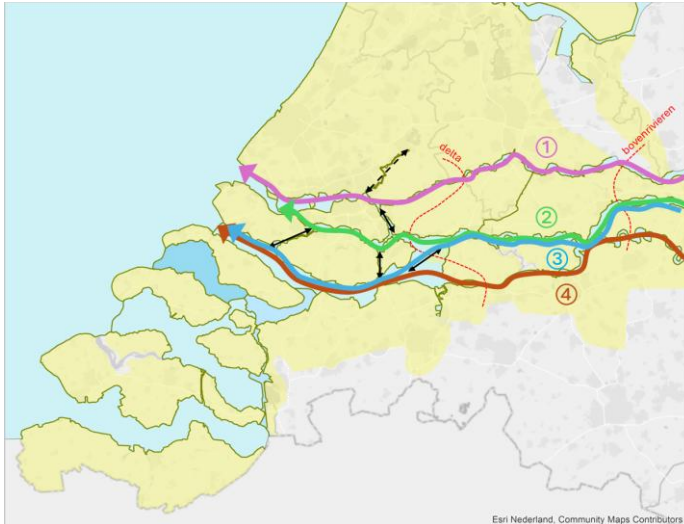 bovenrivieren
delta
①
②
③
④
Esri Nederland, Community Maps Contributors